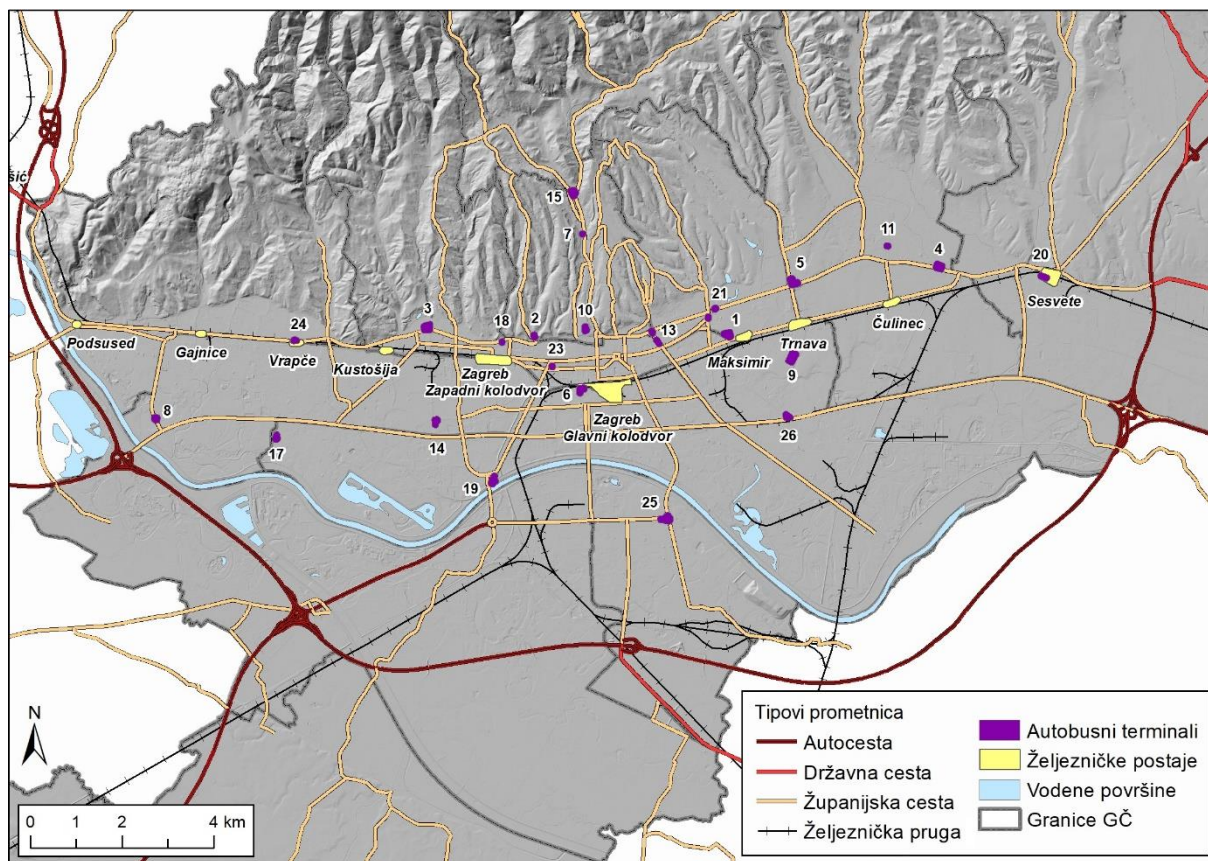 15
7
11
4
5
20
Sesvete
21
24
3
18
2
10
13
1
Čulinec
Podsused
Gajnice
Vrapče
Kustošija
23
Maksimir
Trnava
Zagreb
Zapadni kolodvor
9
6
8
Zagreb
Glavni kolodvor
14
26
17
19
25
N
0 1 2 4 km
Tipovi prometnica
Autocesta
Državna cesta
Županijska cesta
Željeznička pruga
Autobusni terminali
Željezničke postaje
Vodene površine
Granice GČ